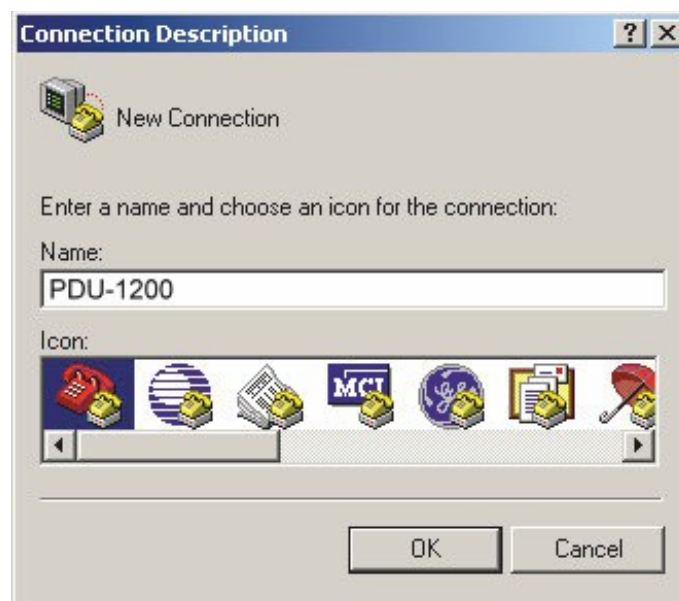 Connection Description
New Connection
Enter a name and choose an icon for the connection:
Name:
PDU-1200
Icon:
MCI
OK Cancel